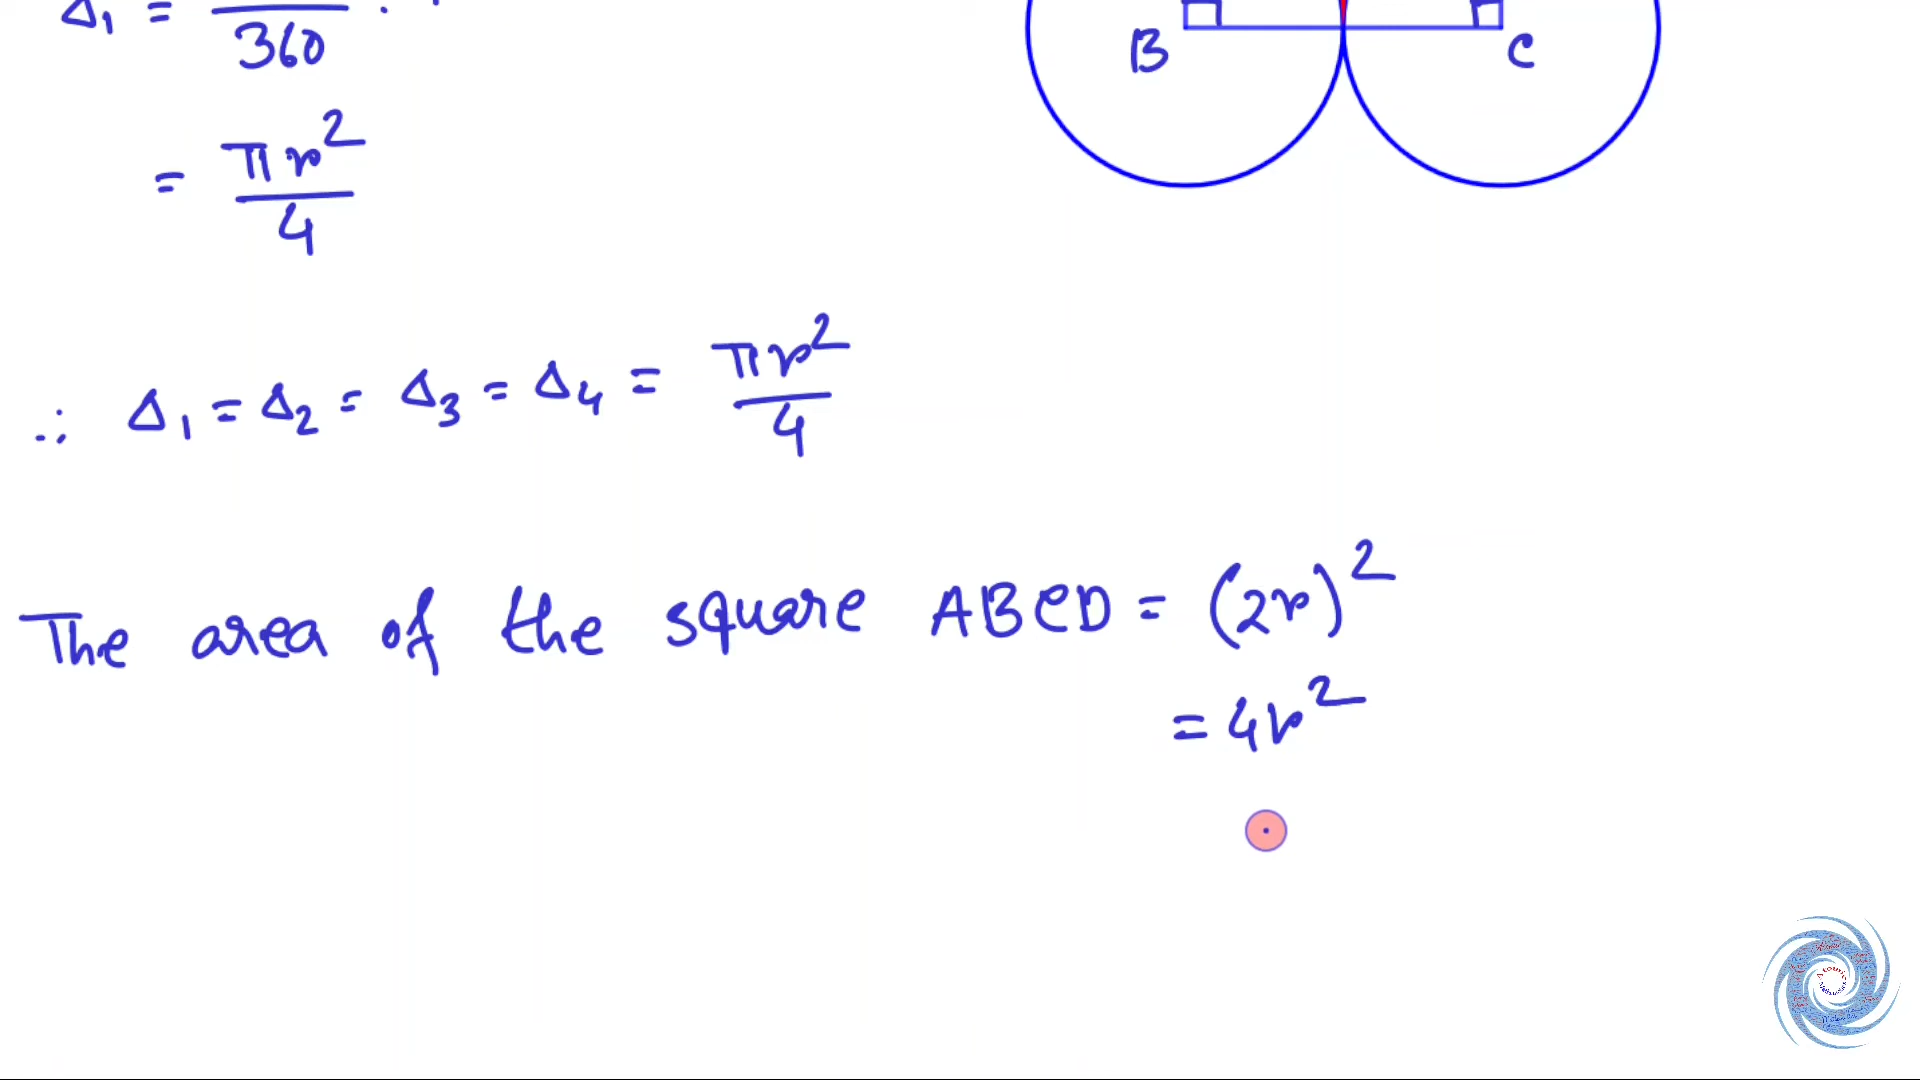 Δ₁ = ― 360
B C
= πr² / 4
∴ Δ₁ = Δ₂ = Δ₃ = Δ₄ = πr² / 4
The area of the square ABCD = (2r)²
= 4r²